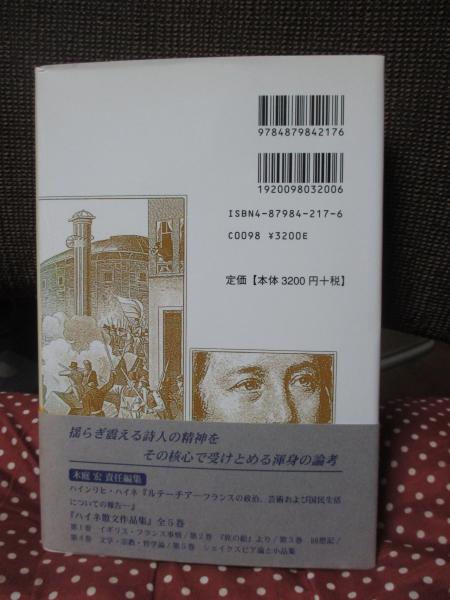 9784879842176
1920098032006
ISBN4-87984-217-6
C0098 ¥3200E
定価【本体 3200 円+税】
揺らぎ震える詩人の精神を
その核心で受けとめる渾身の論考
木庭 宏 責任編集
ハインリヒ・ハイネ『ルテーチアーフランスの政治、芸術および国民生活
についての報告―』
『ハイネ散文作品集』全5巻
第1巻 イギリス・フランス事情/第2巻 『旅の絵』より/第3巻 回想記/
第4巻 文学・宗教・哲学論/第5巻 シェイクスピア論と小品集